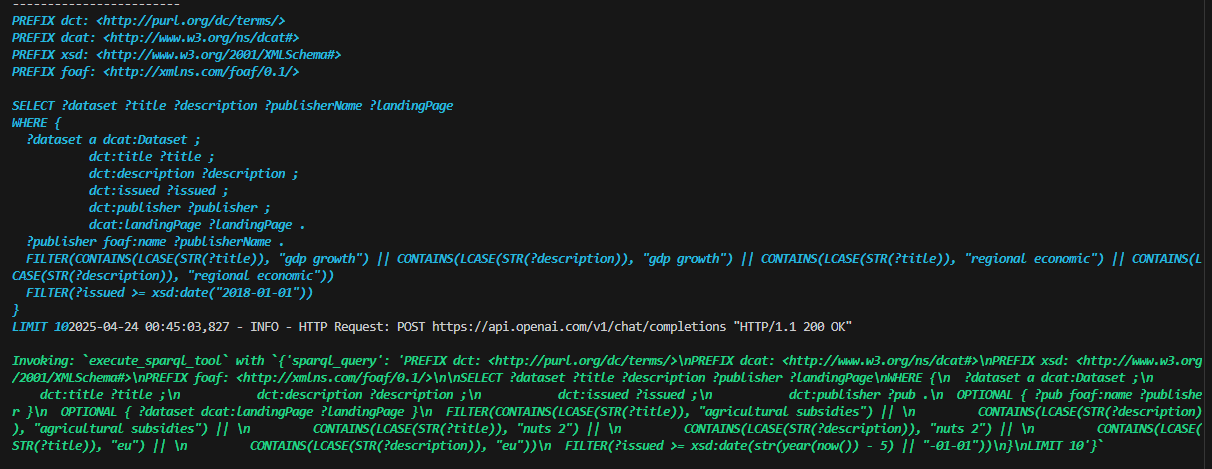 ------------------------
PREFIX dct: <http://purl.org/dc/terms/>
PREFIX dcat: <http://www.w3.org/ns/dcat#>
PREFIX xsd: <http://www.w3.org/2001/XMLSchema#>
PREFIX foaf: <http://xmlns.com/foaf/0.1/>

SELECT ?dataset ?title ?description ?publisherName ?landingPage
WHERE {
  ?dataset a dcat:Dataset ;
           dct:title ?title ;
           dct:description ?description ;
           dct:issued ?issued ;
           dct:publisher ?publisher ;
           dcat:landingPage ?landingPage .
  ?publisher foaf:name ?publisherName .
  FILTER(CONTAINS(LCASE(STR(?title)), "gdp growth") || CONTAINS(LCASE(STR(?description)), "gdp growth") || CONTAINS(LCASE(STR(?title)), "regional economic") || CONTAINS(L
CASE(STR(?description)), "regional economic"))
  FILTER(?issued >= xsd:date("2018-01-01"))
}
LIMIT 102025-04-24 00:45:03,827 - INFO - HTTP Request: POST https://api.openai.com/v1/chat/completions "HTTP/1.1 200 OK"

Invoking: `execute_sparql_tool` with `{'sparql_query': 'PREFIX dct: <http://purl.org/dc/terms/>\nPREFIX dcat: <http://www.w3.org/ns/dcat#>\nPREFIX xsd: <http://www.w3.org
/2001/XMLSchema#>\nPREFIX foaf: <http://xmlns.com/foaf/0.1/>\n\nSELECT ?dataset ?title ?description ?publisher ?landingPage\nWHERE {\n  ?dataset a dcat:Dataset ;\n
    dct:title ?title ;\n           dct:description ?description ;\n           dct:issued ?issued ;\n           dct:publisher ?pub .\n  OPTIONAL { ?pub foaf:name ?publishe
r }\n  OPTIONAL { ?dataset dcat:landingPage ?landingPage }\n  FILTER(CONTAINS(LCASE(STR(?title)), "agricultural subsidies") || \n         CONTAINS(LCASE(STR(?description)
), "agricultural subsidies") || \n         CONTAINS(LCASE(STR(?title)), "nuts 2") || \n         CONTAINS(LCASE(STR(?description)), "nuts 2") || \n         CONTAINS(LCASE(
STR(?title)), "eu") || \n         CONTAINS(LCASE(STR(?description)), "eu"))\n  FILTER(?issued >= xsd:date(str(year(now()) - 5) || "-01-01"))\n}\nLIMIT 10'}`